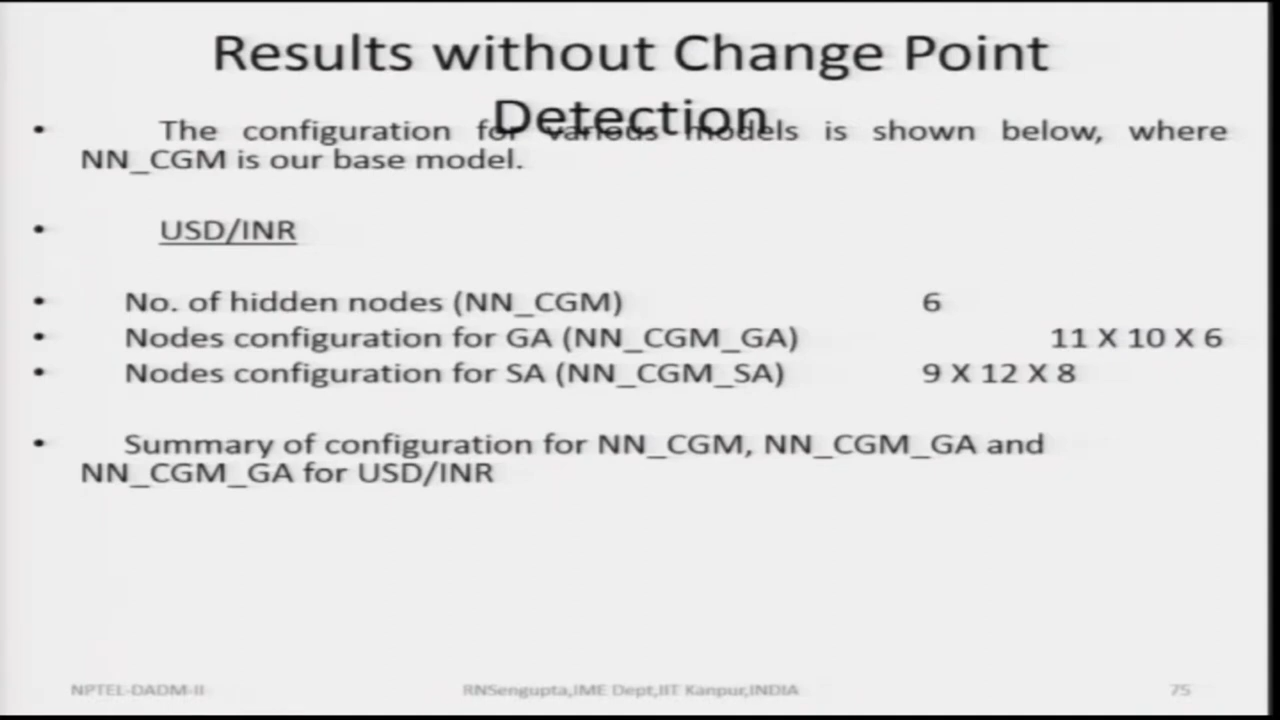 Results without Change Point
Detection
• The configuration for various models is shown below, where
NN_CGM is our base model.
• USD/INR
• No. of hidden nodes (NN_CGM) 6
• Nodes configuration for GA (NN_CGM_GA) 11 X 10 X 6
• Nodes configuration for SA (NN_CGM_SA) 9 X 12 X 8
• Summary of configuration for NN_CGM, NN_CGM_GA and
NN_CGM_GA for USD/INR
NPTEL-DADM-II RNSengupta,IME Dept,IIT Kanpur,INDIA 75